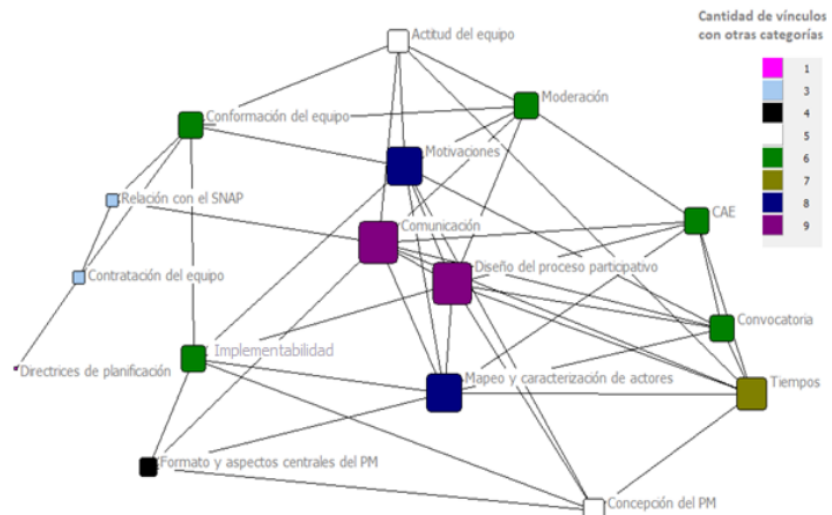 Cantidad de vínculos
con otras categorías
1
3
4
5
6
7
8
9
Actitud del equipo
Moderación
Conformación del equipo
Motivaciones
Relación con el SNAP
CAE
Comunicación
Diseño del proceso participativo
Contratación del equipo
Convocatoria
Implementabilidad
Directrices de planificación
Mapeo y caracterización de actores
Tiempos
Formato y aspectos centrales del PM
Concepción del PM